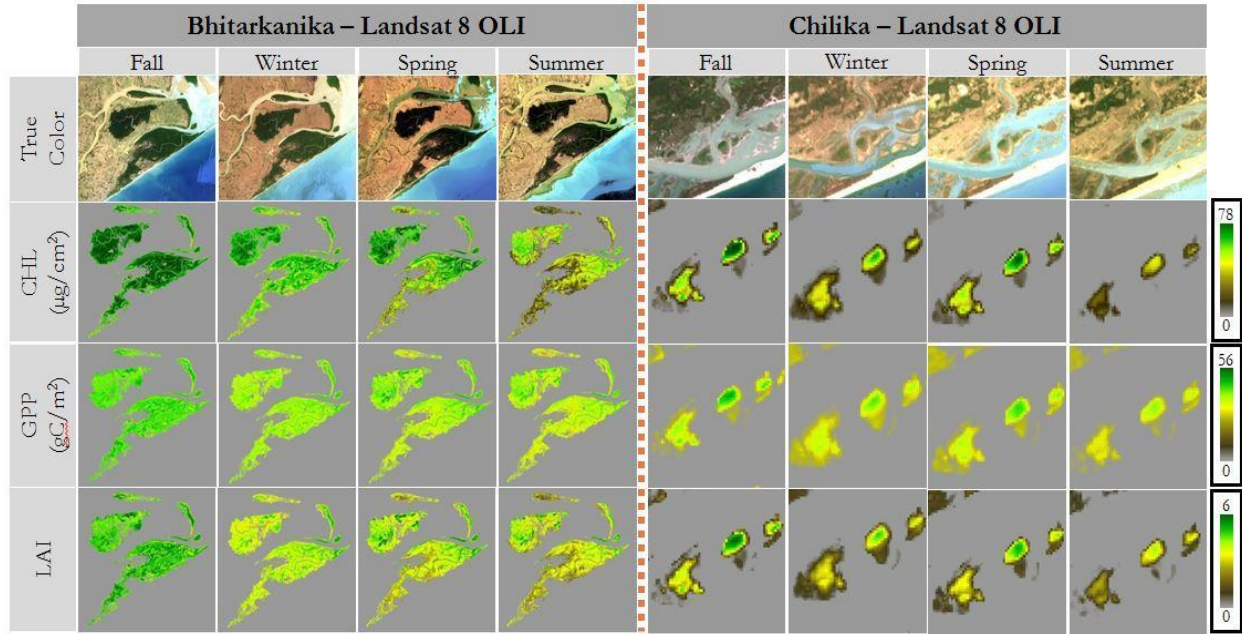 Bhitarkanika – Landsat 8 OLI
Chilika – Landsat 8 OLI
Fall
Winter
Spring
Summer
Fall
Winter
Spring
Summer
True
Color
CHL
(µg/cm²)
78
0
GPP
(gC/m²)
56
0
LAI
6
0